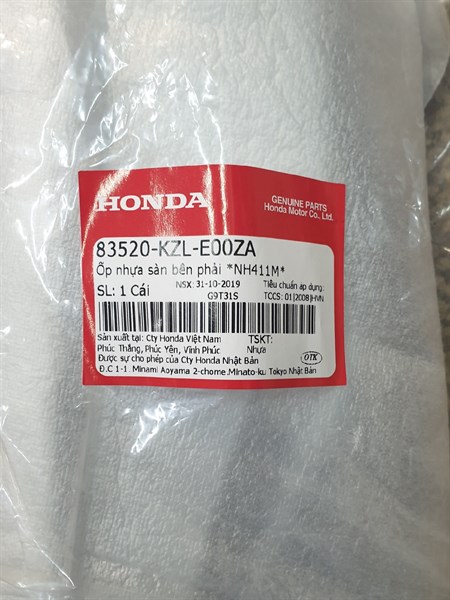 HONDA
GENUINE PARTS
Honda Motor Co., Ltd.
83520-KZL-E00ZA
Ốp nhựa sàn bên phải *NH411M*
SL: 1 Cái
NSX: 31-10-2019
Tiêu chuẩn áp dụng:
G9T31S
TCCS: 01|2008|HVN
Sản xuất tại: Cty Honda Việt Nam
TSKT:
Phúc Thắng, Phúc Yên, Vĩnh Phúc
Nhựa
OTK
Được sự cho phép của Cty Honda Nhật Bản
Đ.C 1-1 .Minami Aoyama 2-chome.Minato-ku Tokyo Nhật Bản